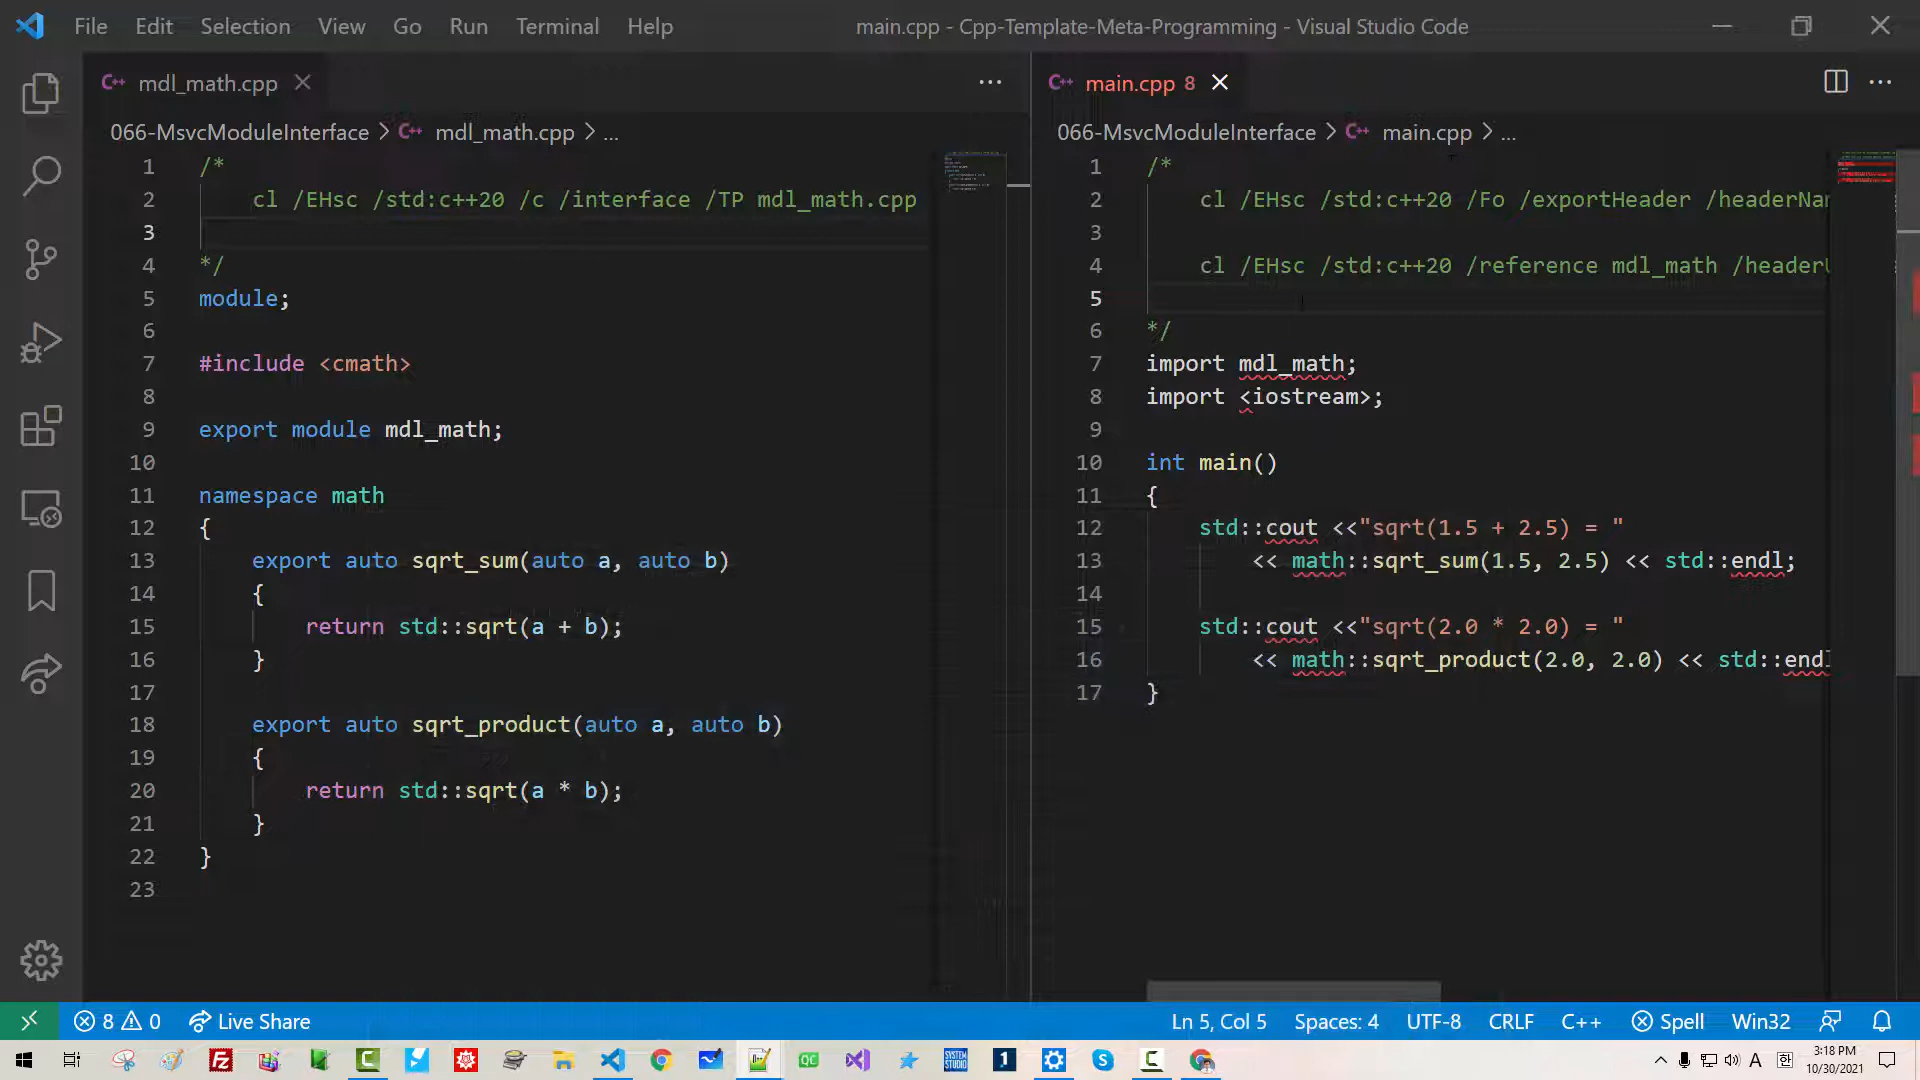 File Edit Selection View Go Run Terminal Help
main.cpp - Cpp-Template-Meta-Programming - Visual Studio Code
mdl_math.cpp
066-MsvcModuleInterface > mdl_math.cpp > ...
1 /*
2 cl /EHsc /std:c++20 /c /interface /TP mdl_math.cpp
3
4 */
5 module;
6
7 #include <cmath>
8
9 export module mdl_math;
10
11 namespace math
12 {
13 export auto sqrt_sum(auto a, auto b)
14 {
15 return std::sqrt(a + b);
16 }
17
18 export auto sqrt_product(auto a, auto b)
19 {
20 return std::sqrt(a * b);
21 }
22 }
23
main.cpp 8
066-MsvcModuleInterface > main.cpp > ...
1 /*
2 cl /EHsc /std:c++20 /Fo /exportHeader /headerNam
3
4 cl /EHsc /std:c++20 /reference mdl_math /headerU
5
6 */
7 import mdl_math;
8 import <iostream>;
9
10 int main()
11 {
12 std::cout <<"sqrt(1.5 + 2.5) = "
13 << math::sqrt_sum(1.5, 2.5) << std::endl;
14
15 std::cout <<"sqrt(2.0 * 2.0) = "
16 << math::sqrt_product(2.0, 2.0) << std::endl
17 }
8 0 Live Share
Ln 5, Col 5 Spaces: 4 UTF-8 CRLF C++ Spell Win32
A 한
3:18 PM
10/30/2021